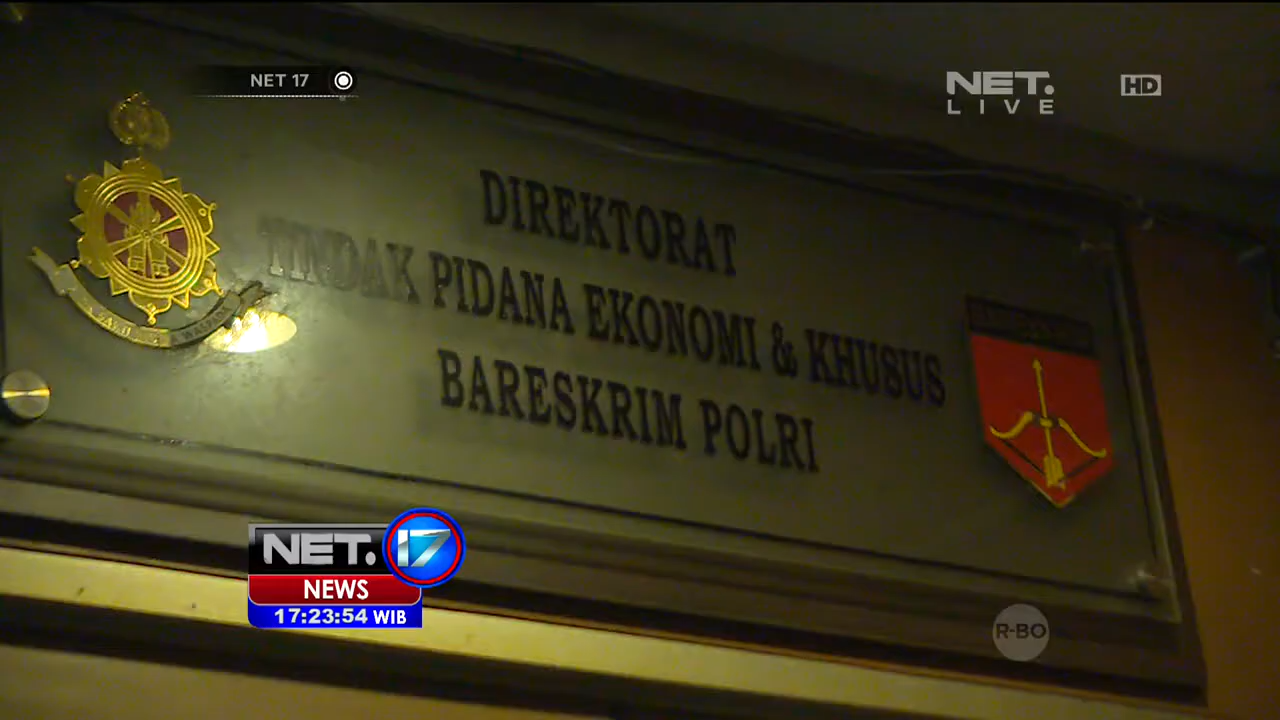 NET 17
NET.
LIVE
HD
DIREKTORAT
TINDAK PIDANA EKONOMI & KHUSUS
BARESKRIM POLRI
NET. 17
NEWS
17:23:54 WIB
R-BO